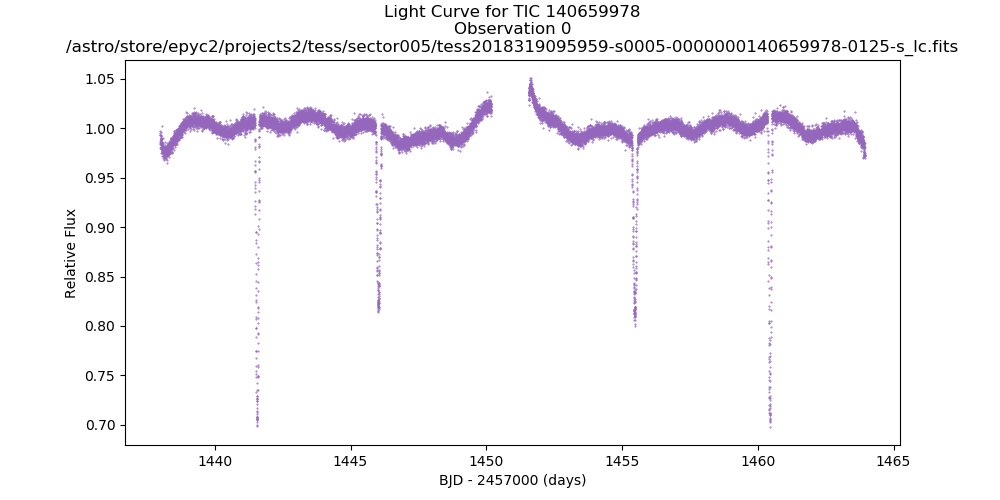 Light Curve for TIC 140659978
Observation 0
/astro/store/epyc2/projects2/tess/sector005/tess2018319095959-s0005-0000000140659978-0125-s_lc.fits
1.05
1.00
0.95
0.90
0.85
0.80
0.75
0.70
Relative Flux
1440
1445
1450
1455
1460
1465
BJD - 2457000 (days)